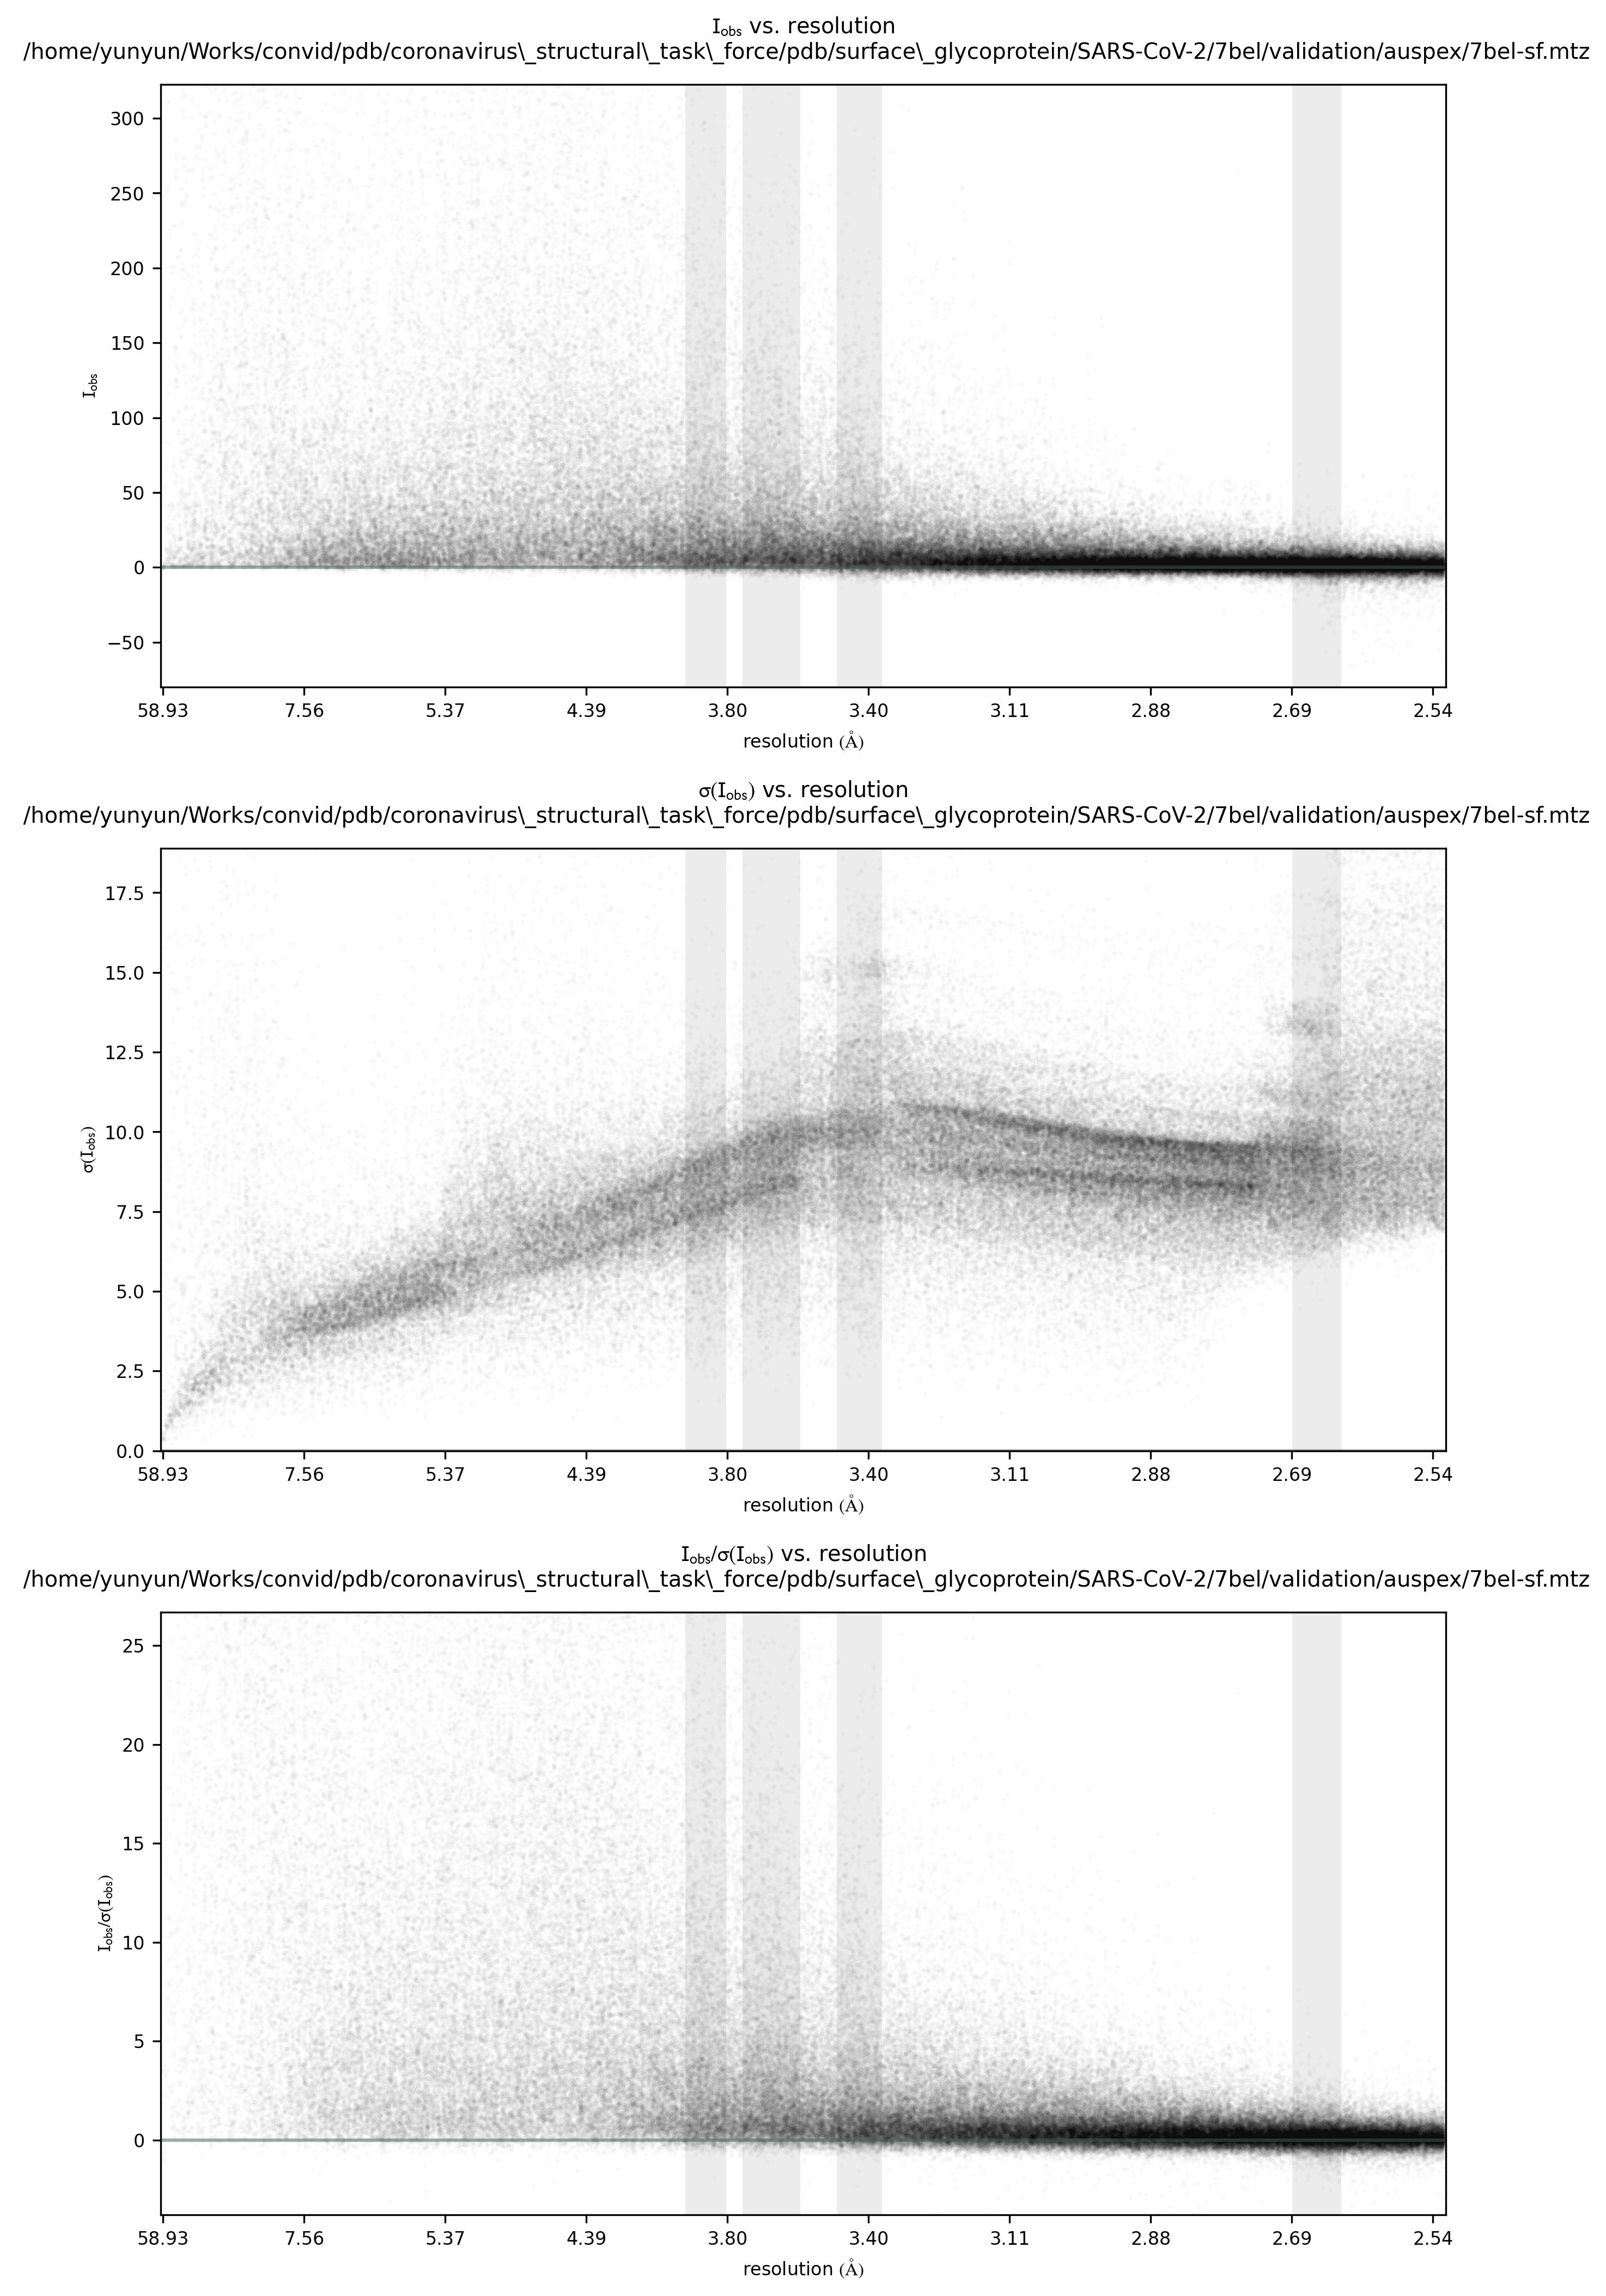 I_obs vs. resolution
/home/yunyun/Works/convid/pdb/coronavirus\_structural\_task\_force/pdb/surface\_glycoprotein/SARS-CoV-2/7bel/validation/auspex/7bel-sf.mtz
300
250
200
150
100
50
0
−50
I_obs
58.93 7.56 5.37 4.39 3.80 3.40 3.11 2.88 2.69 2.54
resolution (Å)
σ(I_obs) vs. resolution
/home/yunyun/Works/convid/pdb/coronavirus\_structural\_task\_force/pdb/surface\_glycoprotein/SARS-CoV-2/7bel/validation/auspex/7bel-sf.mtz
17.5
15.0
12.5
10.0
7.5
5.0
2.5
0.0
σ(I_obs)
58.93 7.56 5.37 4.39 3.80 3.40 3.11 2.88 2.69 2.54
resolution (Å)
I_obs/σ(I_obs) vs. resolution
/home/yunyun/Works/convid/pdb/coronavirus\_structural\_task\_force/pdb/surface\_glycoprotein/SARS-CoV-2/7bel/validation/auspex/7bel-sf.mtz
25
20
15
10
5
0
I_obs/σ(I_obs)
58.93 7.56 5.37 4.39 3.80 3.40 3.11 2.88 2.69 2.54
resolution (Å)